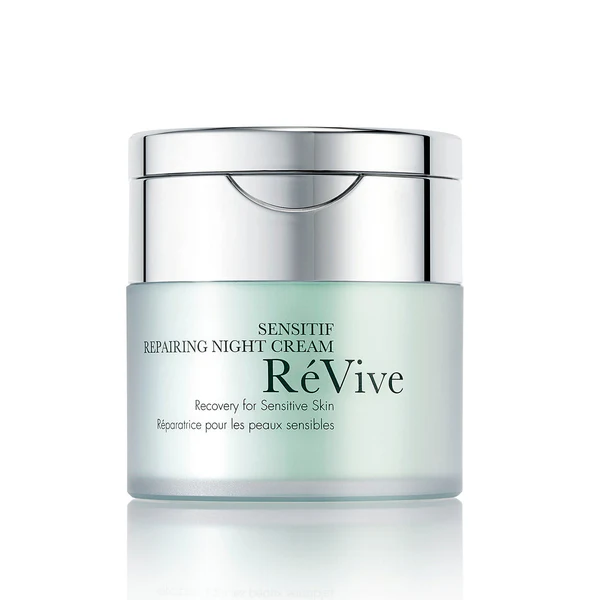 SENSITIF
REPAIRING NIGHT CREAM
RéVive
Recovery for Sensitive Skin
Réparatrice pour les peaux sensibles